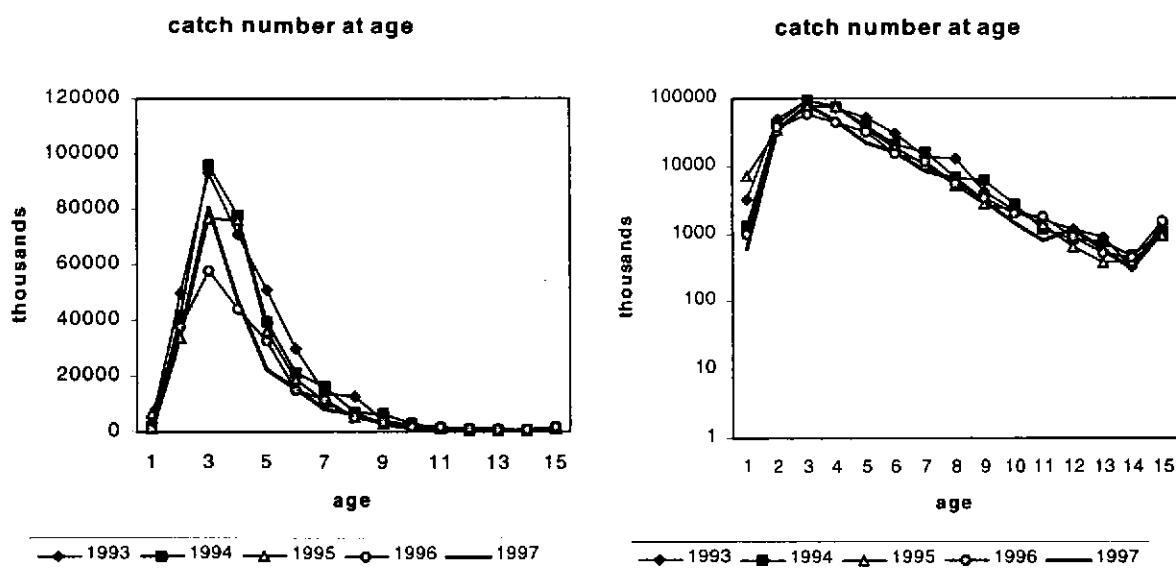 catch number at age
120000
100000
80000
60000
40000
20000
0
thousands
1 3 5 7 9 11 13 15
age
1993 1994 1995 1996 1997
catch number at age
100000
10000
1000
100
10
1
thousands
1 2 3 4 5 6 7 8 9 10 11 12 13 14 15
age
1993 1994 1995 1996 1997